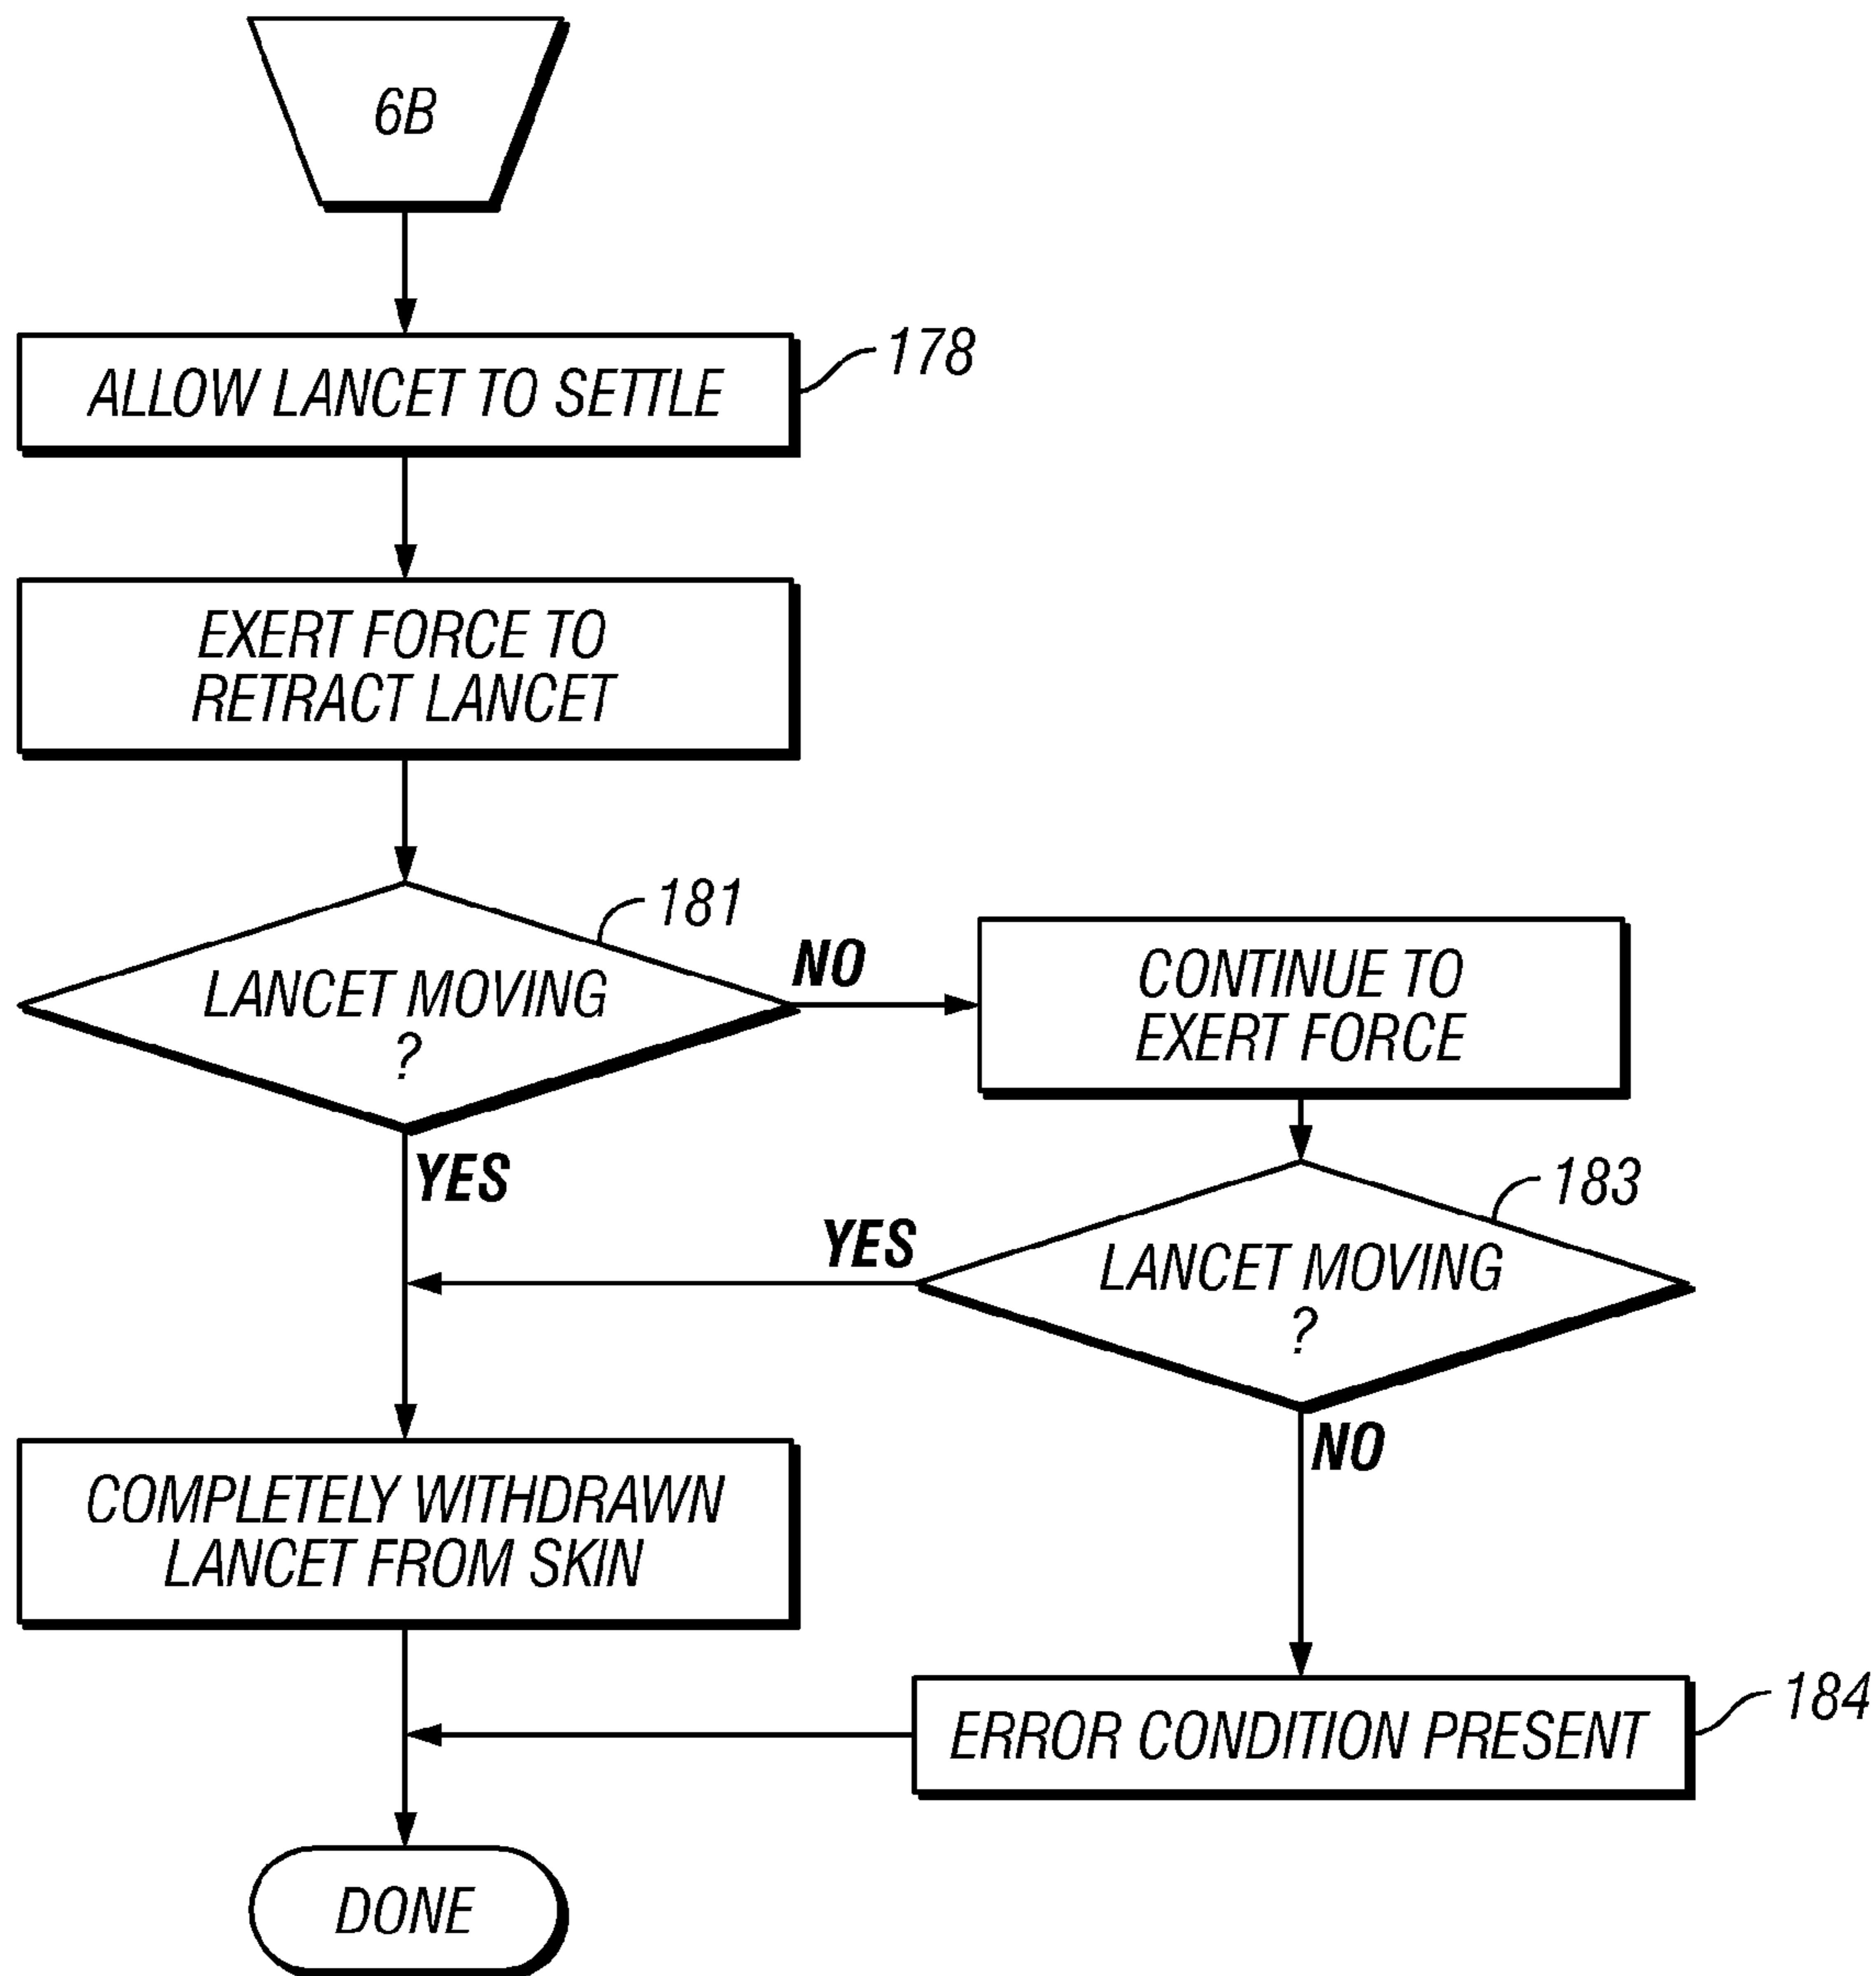 6B
ALLOW LANCET TO SETTLE
178
EXERT FORCE TO
RETRACT LANCET
181
LANCET MOVING
?
NO
CONTINUE TO
EXERT FORCE
YES
183
LANCET MOVING
?
YES
NO
COMPLETELY WITHDRAWN
LANCET FROM SKIN
184
ERROR CONDITION PRESENT
DONE